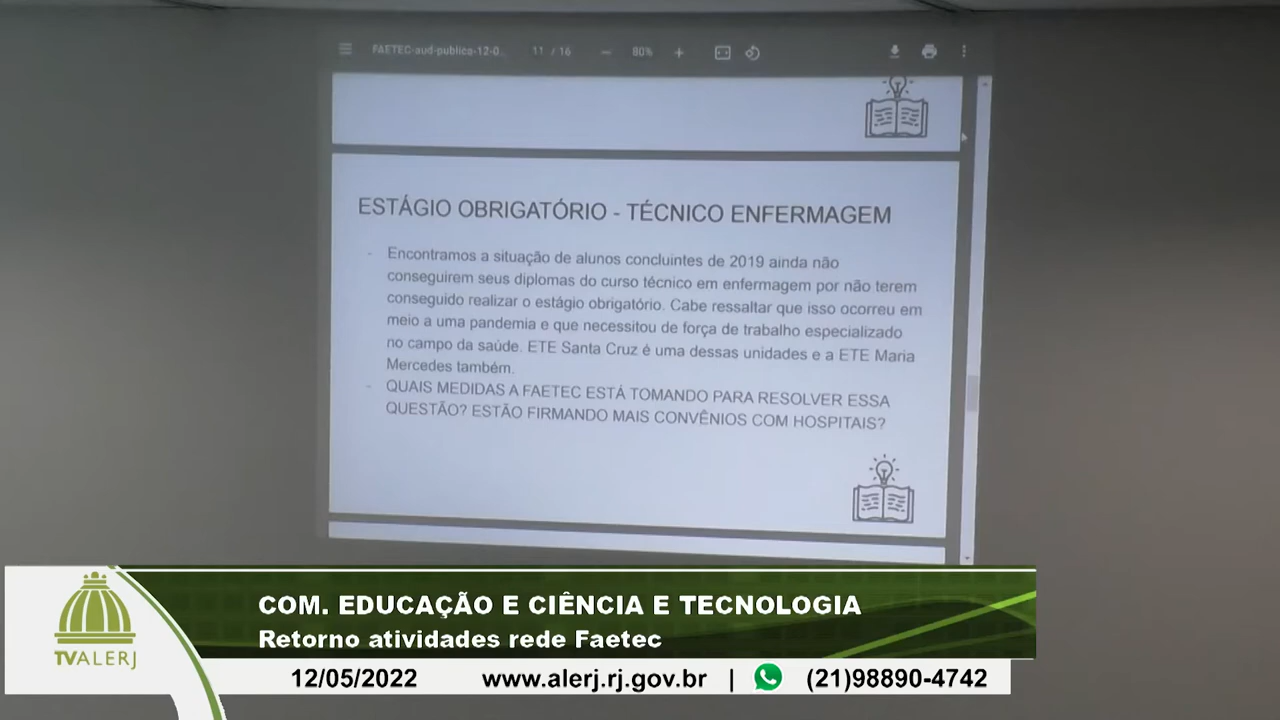 FAETEC-aud-publica-12-0... 11 / 16 80%
ESTÁGIO OBRIGATÓRIO - TÉCNICO ENFERMAGEM
- Encontramos a situação de alunos concluintes de 2019 ainda não
conseguirem seus diplomas do curso técnico em enfermagem por não terem
conseguido realizar o estágio obrigatório. Cabe ressaltar que isso ocorreu em
meio a uma pandemia e que necessitou de força de trabalho especializado
no campo da saúde. ETE Santa Cruz é uma dessas unidades e a ETE Maria
Mercedes também.
- QUAIS MEDIDAS A FAETEC ESTÁ TOMANDO PARA RESOLVER ESSA
QUESTÃO? ESTÃO FIRMANDO MAIS CONVÊNIOS COM HOSPITAIS?
COM. EDUCAÇÃO E CIÊNCIA E TECNOLOGIA
Retorno atividades rede Faetec
TVALERJ
12/05/2022 www.alerj.rj.gov.br | (21)98890-4742